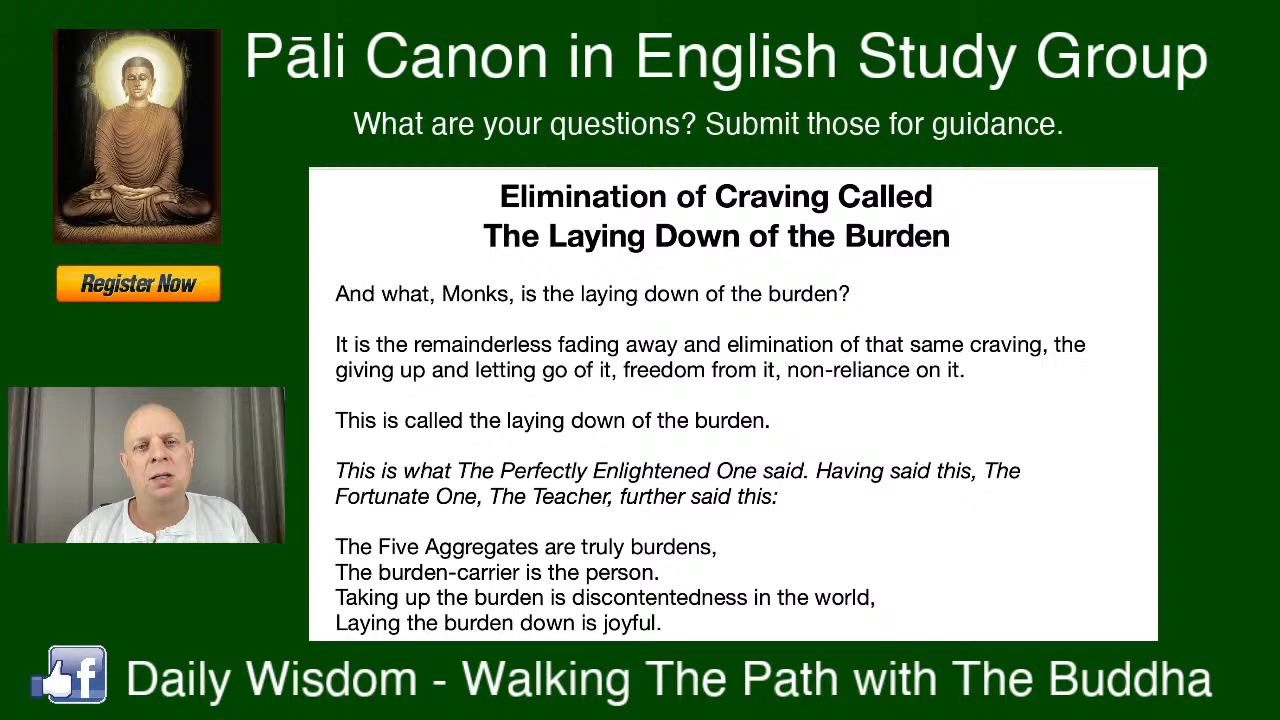 Pāli Canon in English Study Group
What are your questions? Submit those for guidance.
Register Now
Elimination of Craving Called
The Laying Down of the Burden
And what, Monks, is the laying down of the burden?
It is the remainderless fading away and elimination of that same craving, the
giving up and letting go of it, freedom from it, non-reliance on it.
This is called the laying down of the burden.
This is what The Perfectly Enlightened One said. Having said this, The
Fortunate One, The Teacher, further said this:
The Five Aggregates are truly burdens,
The burden-carrier is the person.
Taking up the burden is discontentedness in the world,
Laying the burden down is joyful.
f
Daily Wisdom - Walking The Path with The Buddha